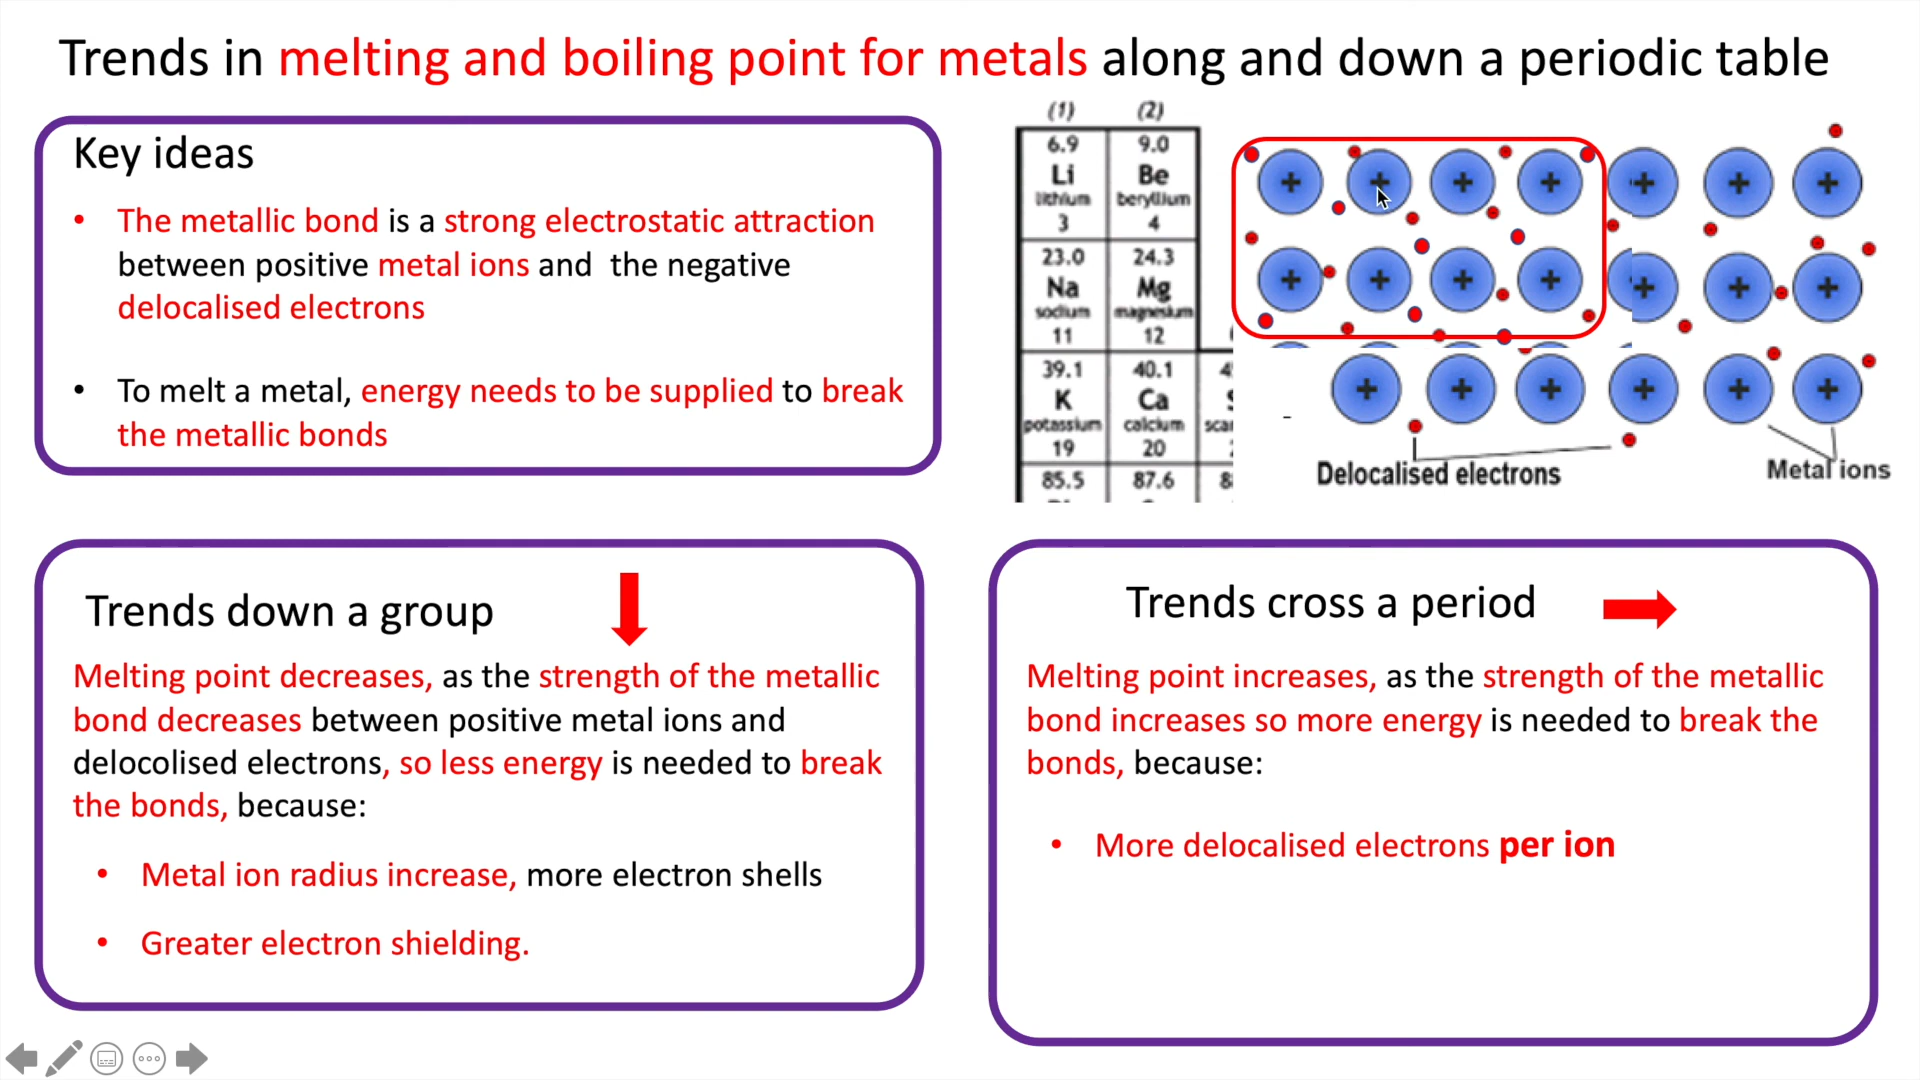 Trends in melting and boiling point for metals along and down a periodic table
Key ideas
• The metallic bond is a strong electrostatic attraction
between positive metal ions and the negative
delocalised electrons
• To melt a metal, energy needs to be supplied to break
the metallic bonds
(1) (2)
6.9 9.0
Li Be
lithium beryllium
3 4
23.0 24.3
Na Mg
sodium magnesium
11 12
39.1 40.1
K Ca
potassium calcium
19 20
85.5 87.6
+ + + + + + +
+ + + + + + +
+ + + + + +
-
Delocalised electrons
Metal ions
Trends down a group
Melting point decreases, as the strength of the metallic
bond decreases between positive metal ions and
delocolised electrons, so less energy is needed to break
the bonds, because:
• Metal ion radius increase, more electron shells
• Greater electron shielding.
Trends cross a period
Melting point increases, as the strength of the metallic
bond increases so more energy is needed to break the
bonds, because:
• More delocalised electrons per ion